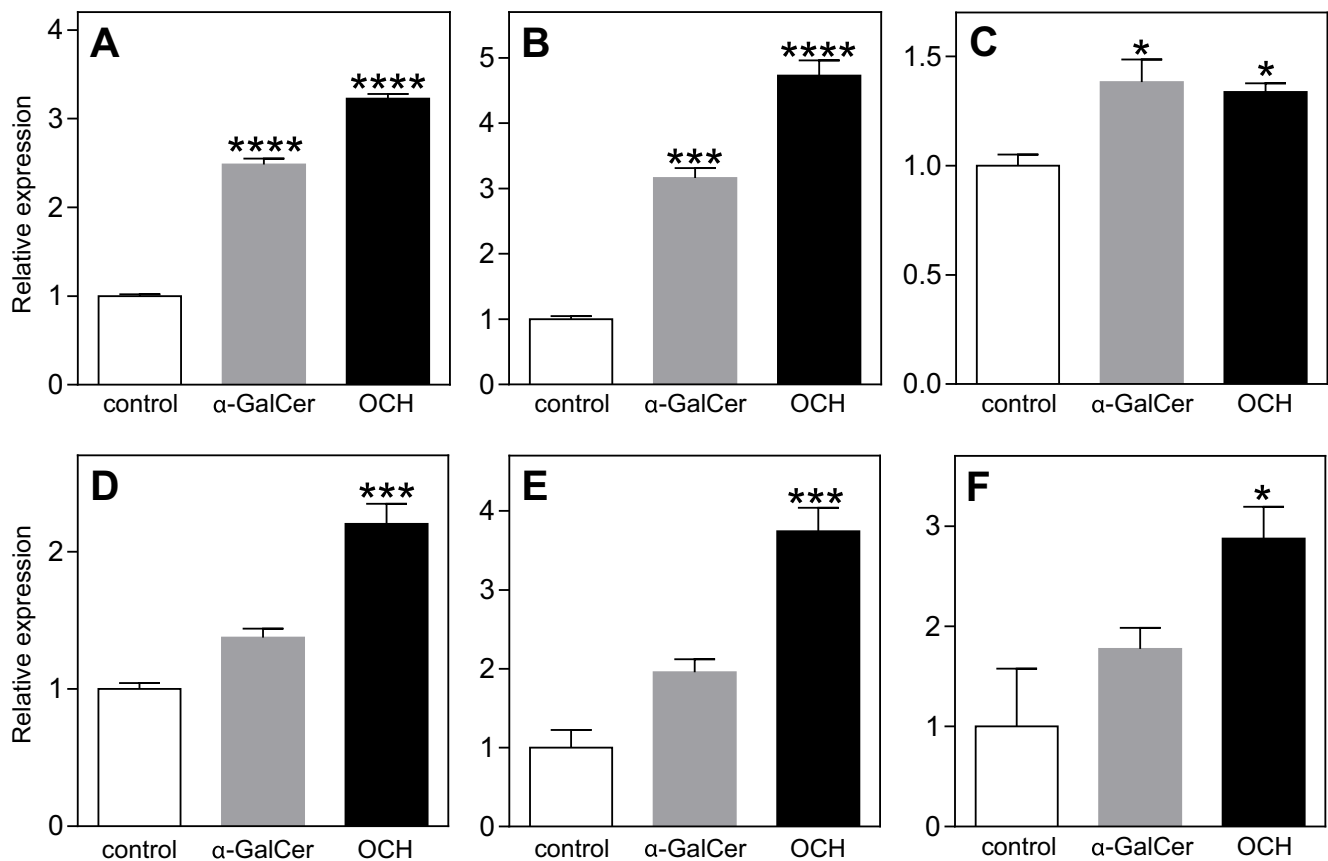 A
Relative expression
4
3
2
1
0
****
****
control α-GalCer OCH
B
5
4
3
2
1
0
***
****
control α-GalCer OCH
C
1.5
1.0
0.5
0.0
*
*
control α-GalCer OCH
D
Relative expression
2
1
0
***
control α-GalCer OCH
E
4
3
2
1
0
***
control α-GalCer OCH
F
3
2
1
0
*
control α-GalCer OCH